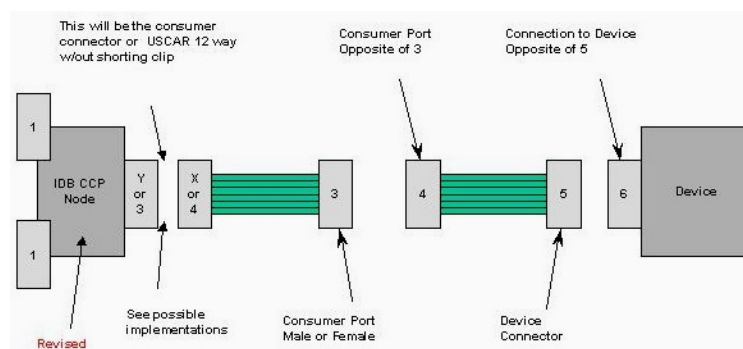 This will be the consumer
connector or USCAR 12 way
w/out shorting clip
Consumer Port
Opposite of 3
Connection to Device
Opposite of 5
1
IDB CCP
Node
Y
or
3
X
or
4
3
4
5
6
Device
1
Revised
See possible
implementations
Consumer Port
Male or Female
Device
Connector